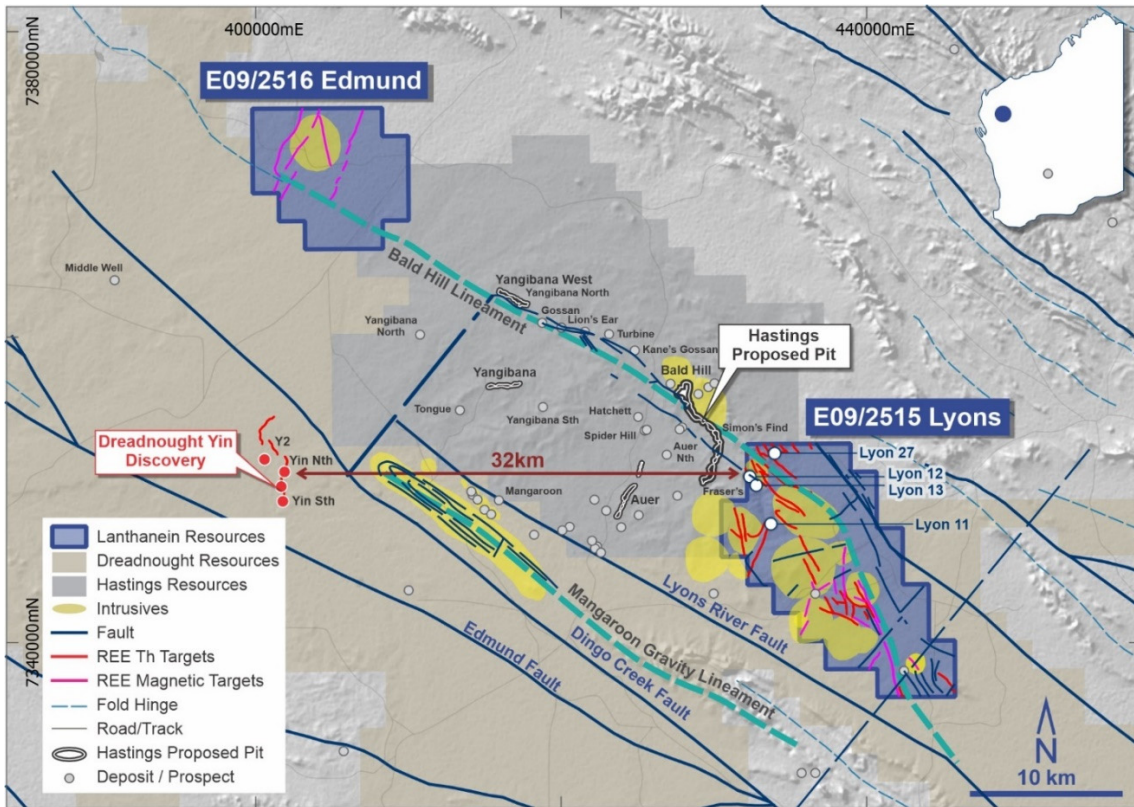 400000mE
440000mE
7380000mN
7340000mN
E09/2516 Edmund
Middle Well
Bald Hill Lineament
Yangibana West
Yangibana North
Gossan
Lion's Ear
Turbine
Yangibana
North
Kane's Gossan
Hastings
Proposed Pit
Bald Hill
Yangibana
Tongue
Yangibana Sth
Hatchett
Spider Hill
Simon's Find
Auer
Nth
E09/2515 Lyons
Lyon 27
Lyon 12
Lyon 13
Lyon 11
Dreadnought Yin
Discovery
Y2
Yin Nth
Yin Sth
32km
Mangaroon
Auer
Fraser's
Lyons River Fault
Mangaroon Gravity Lineament
Dingo Creek Fault
Edmund Fault
Lanthanein Resources
Dreadnought Resources
Hastings Resources
Intrusives
Fault
REE Th Targets
REE Magnetic Targets
Fold Hinge
Road/Track
Hastings Proposed Pit
Deposit / Prospect
N
10 km